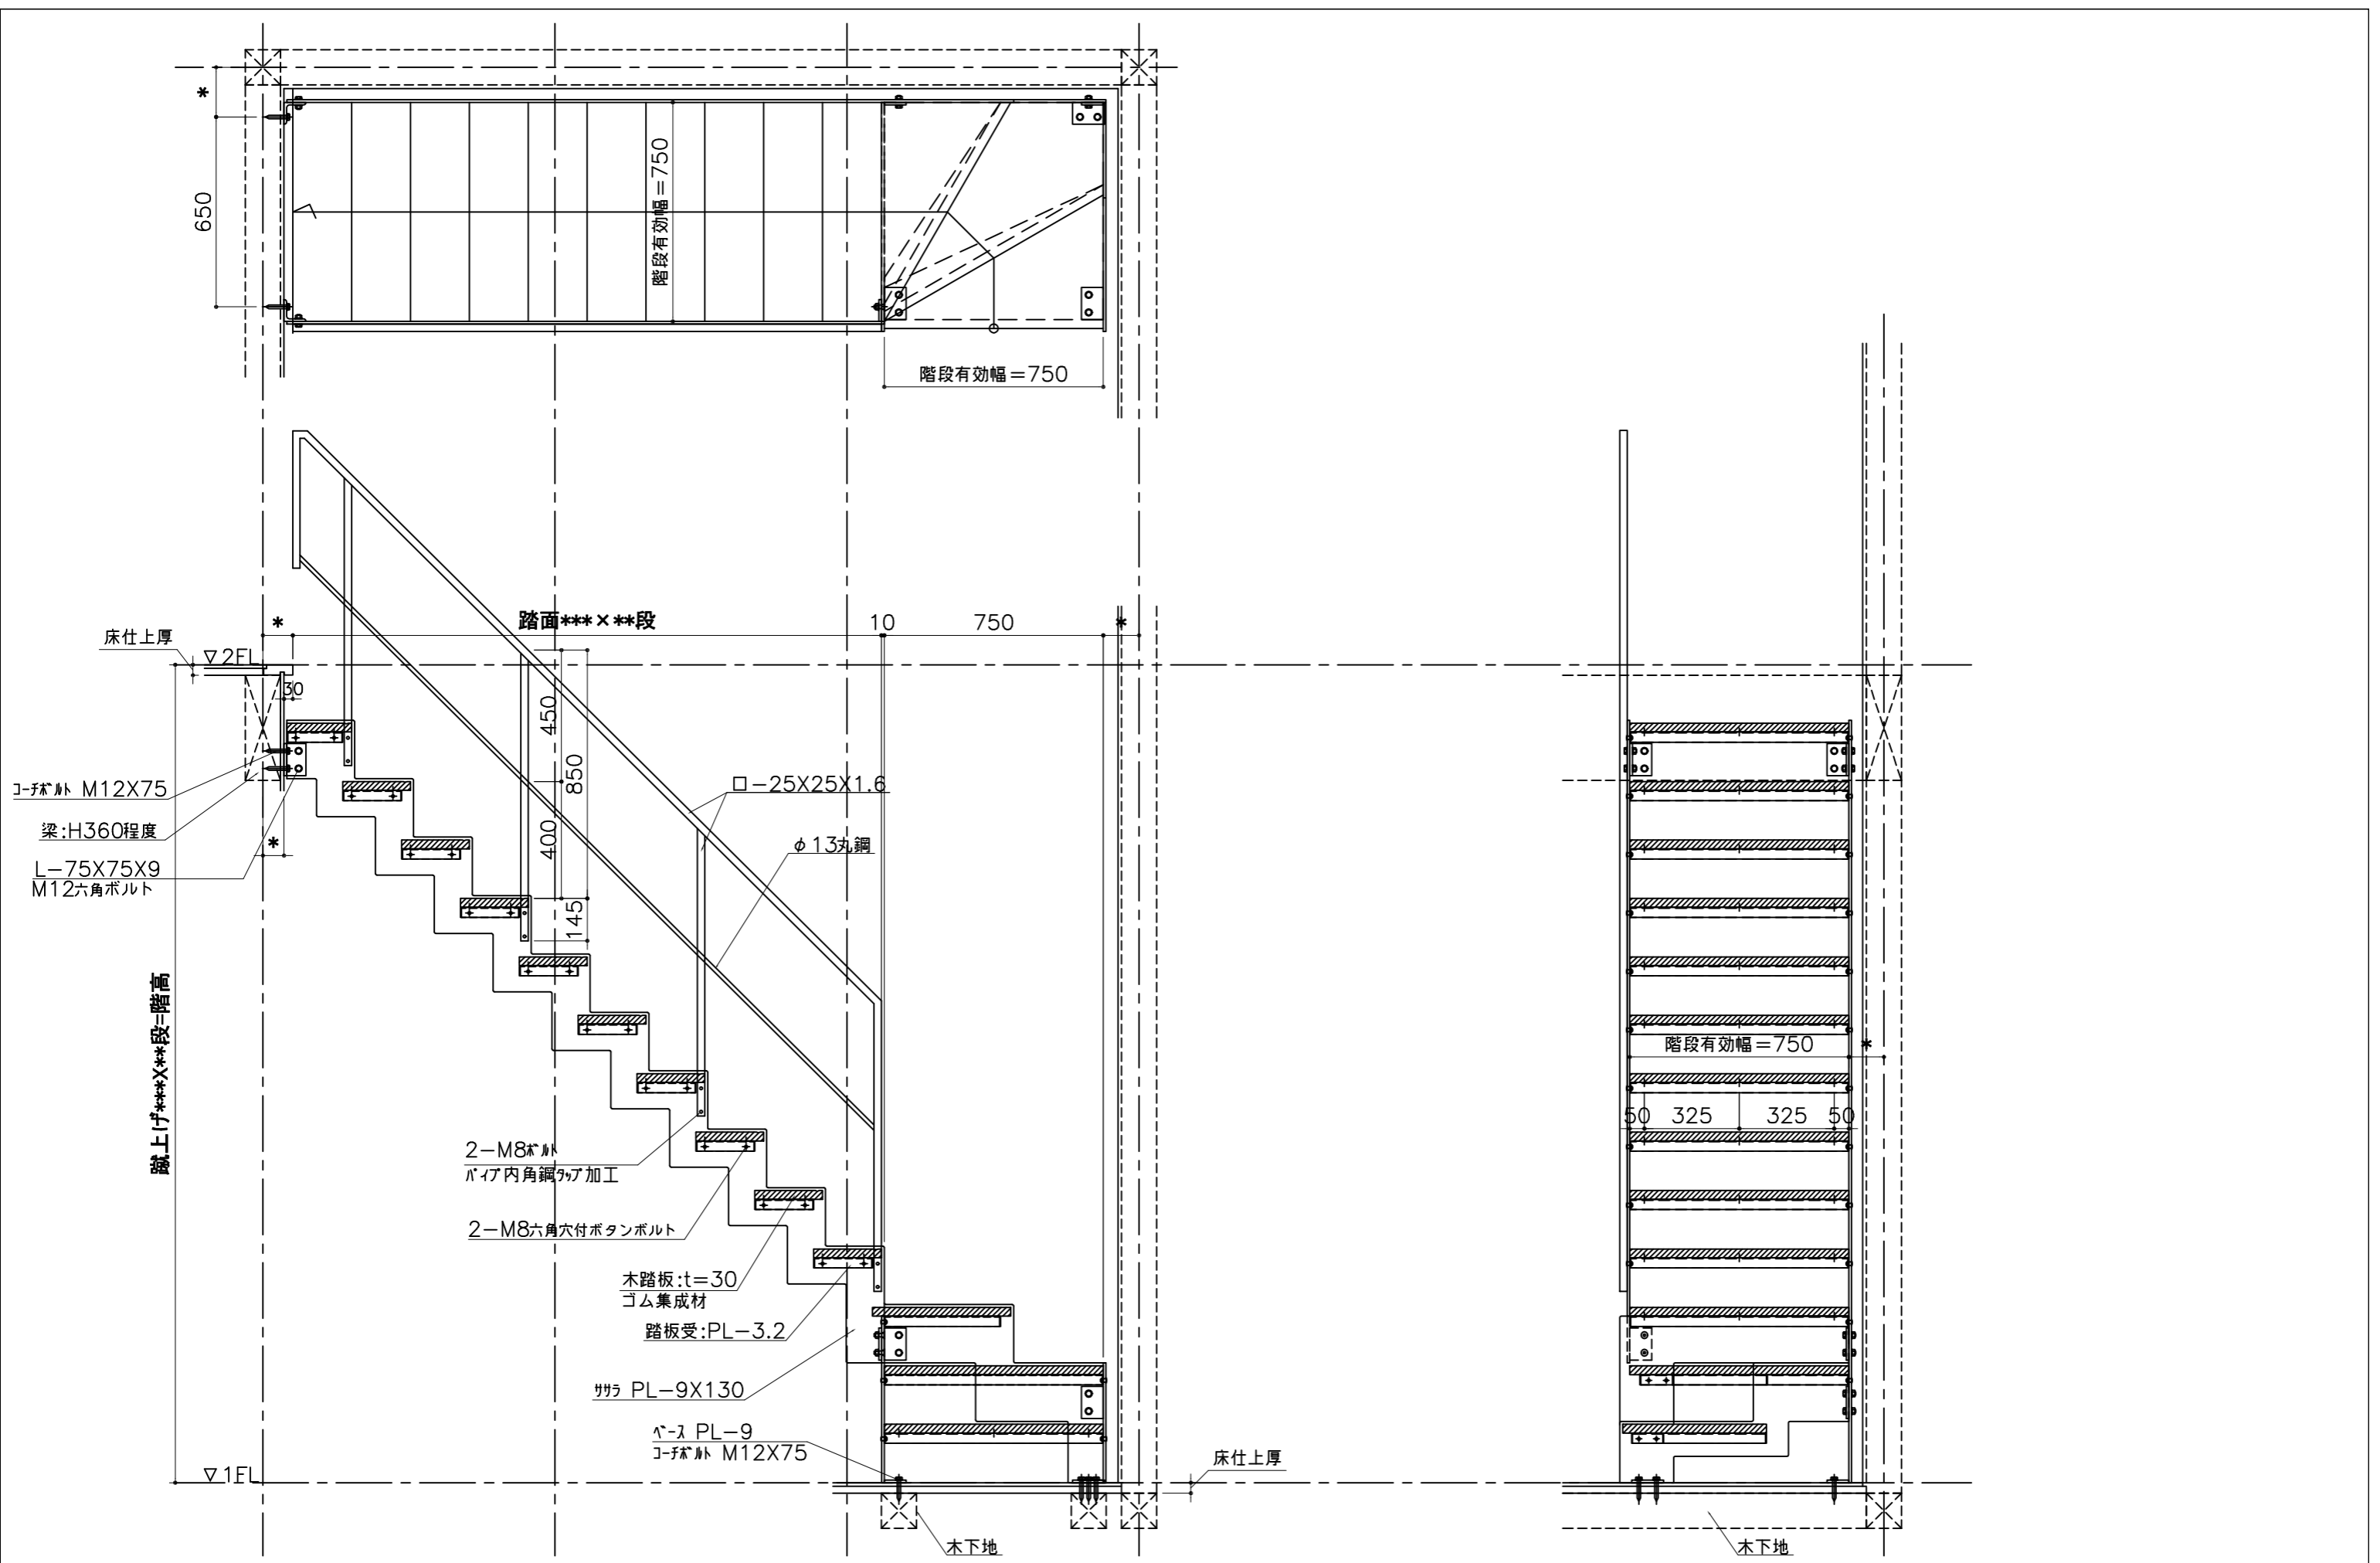 *
650
階段有効幅=750
階段有効幅=750
* 踏面***×**段 10 750 *
床仕上厚
▽2FL
30
450
850
400
145
コーチボルト M12X75
梁:H360程度
*
L-75X75X9
M12六角ボルト
□-25X25X1.6
φ13丸鋼
蹴上げ***X**段=階高
階段有効幅=750 *
50 325 325 50
2-M8ボルト
パイプ内角鋼タップ加工
2-M8六角穴付ボタンボルト
木踏板:t=30
ゴム集成材
踏板受:PL-3.2
ササラ PL-9X130
ベース PL-9
コーチボルト M12X75
▽1FL
床仕上厚
木下地
木下地